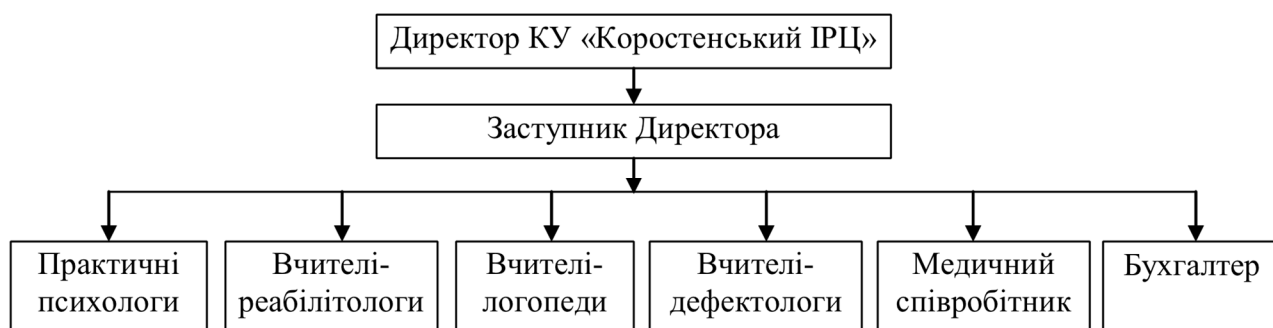 Директор КУ «Коростенський ІРЦ»
Заступник Директора
Практичні
психологи
Вчителі-
реабілітологи
Вчителі-
логопеди
Вчителі-
дефектологи
Медичний
співробітник
Бухгалтер